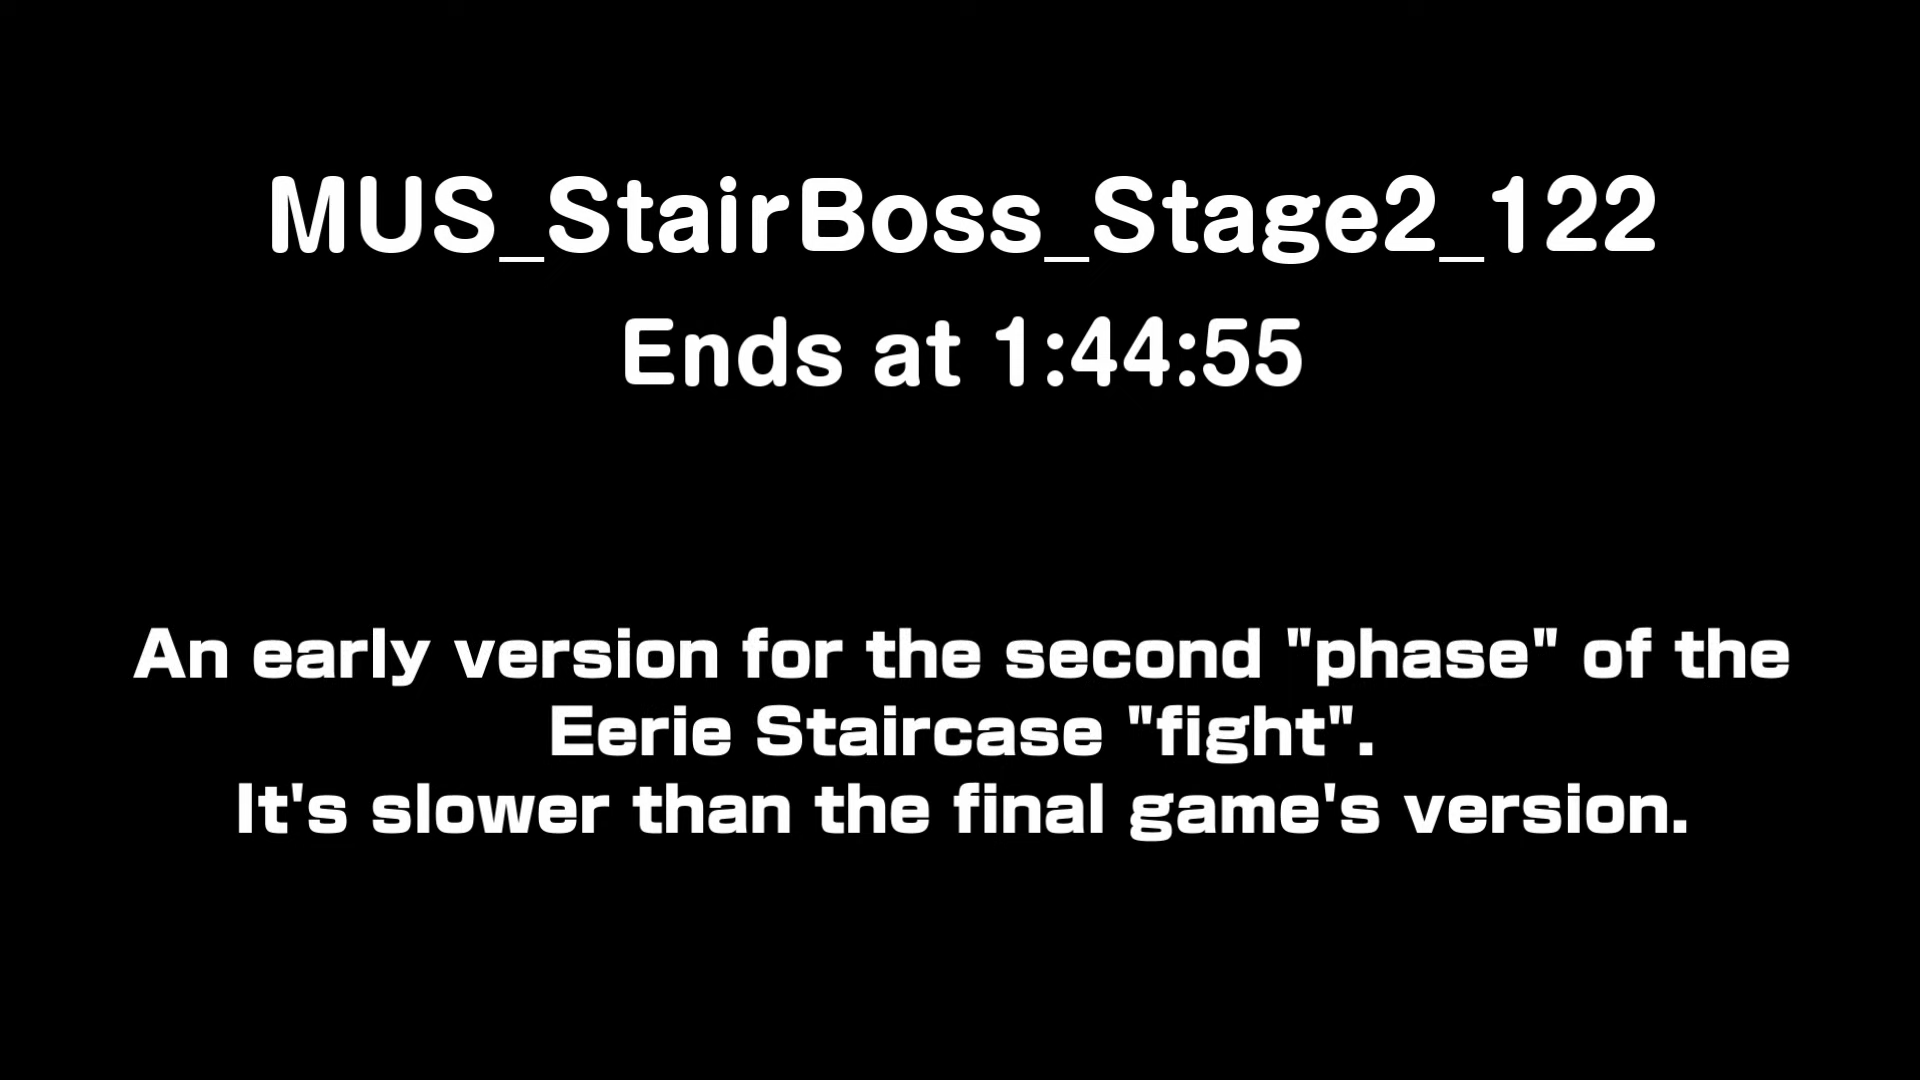 MUS_StairBoss_Stage2_122
Ends at 1:44:55
An early version for the second "phase" of the
Eerie Staircase "fight".
It's slower than the final game's version.